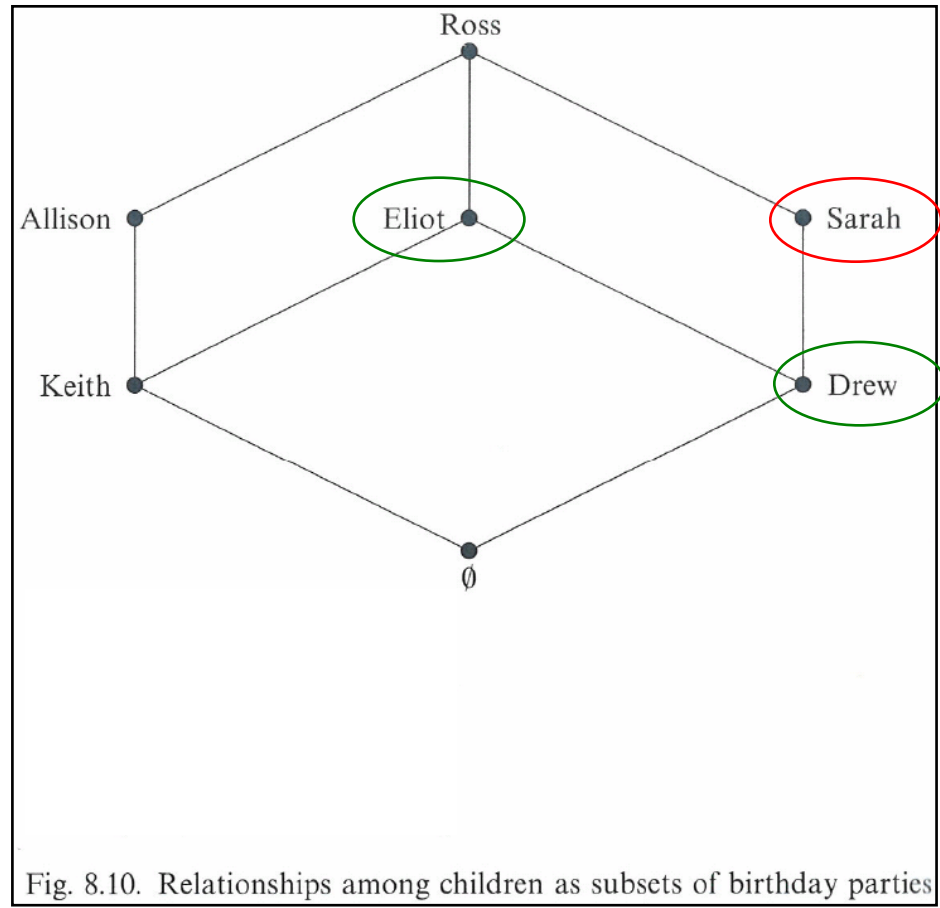 Ross
Allison
Eliot
Sarah
Keith
Drew
∅
Fig. 8.10. Relationships among children as subsets of birthday parties